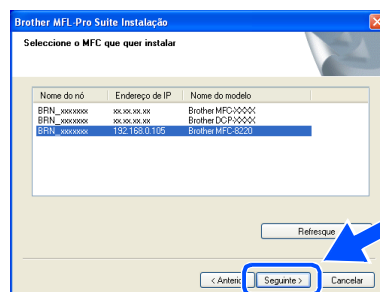 Brother MFL-Pro Suite Instalação
Seleccione o MFC que quer instalar
Nome do nó Endereço de IP Nome do modelo
BRN_xxxxxx xx.xx.xx.xx Brother MFC-XXXX
BRN_xxxxxx xx.xx.xx.xx Brother DCP-XXXX
BRN_xxxxxx 192.168.0.105 Brother MFC-8220
Refresque
< Anterio Seguinte > Cancelar